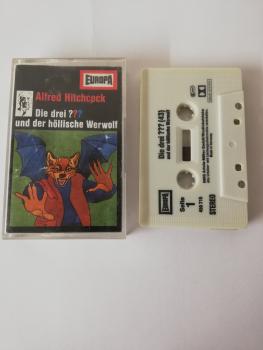 EUROPA
Alfred Hitchcock
Die drei ???
und der höllische Werwolf
EUROPA
Die drei ??? (43)
und der höllische Werwolf
Seite
1
STEREO